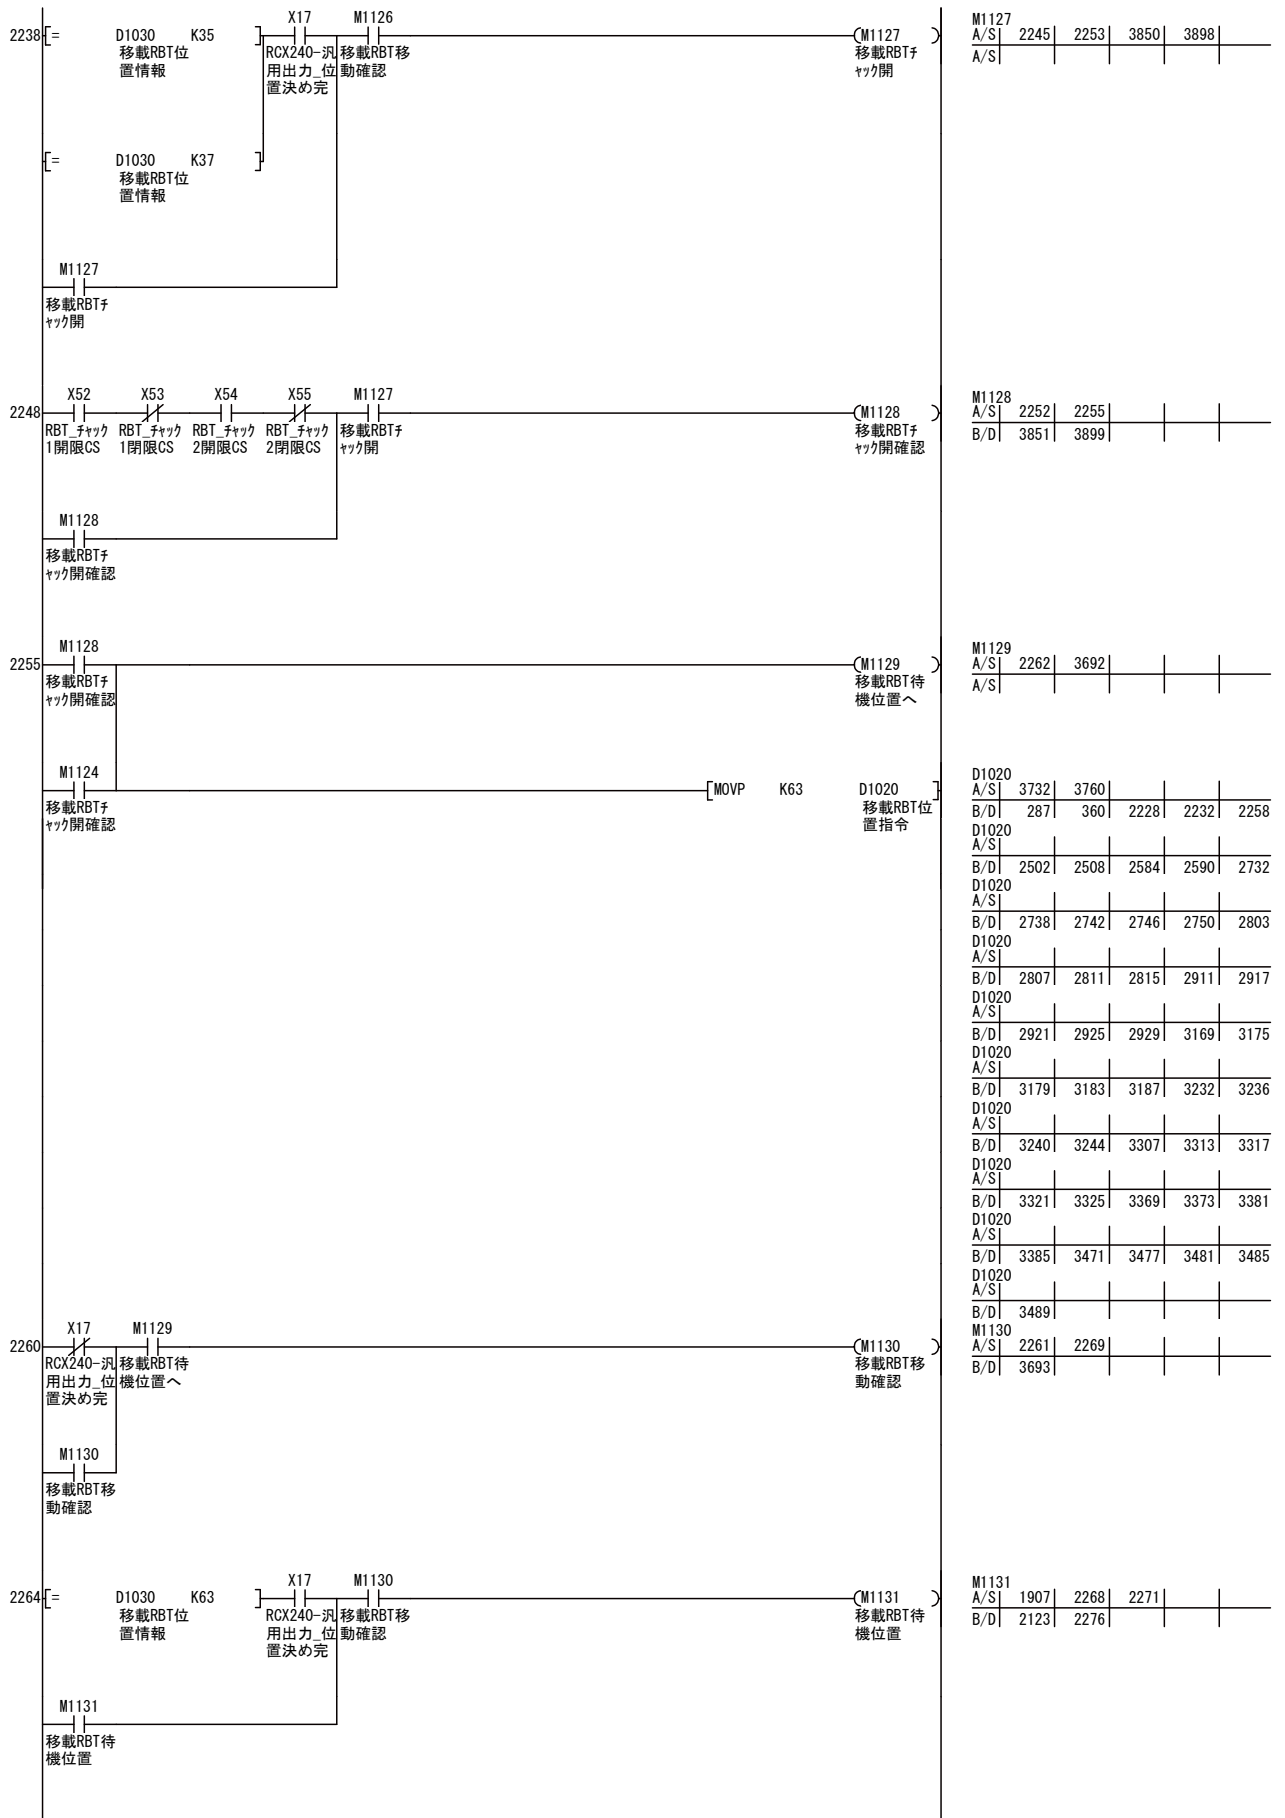 X17 M1126
2238 [= D1030 K35 ] (M1127 )
移載RBT位 RCX240-汎 移載RBT移 移載RBTﾁ
置情報 用出力_位 動確認 ｬｯｸ開
置決め完
M1127
A/S 2245 2253 3850 3898
A/S
[= D1030 K37 ]
移載RBT位
置情報
M1127
移載RBTﾁ
ｬｯｸ開
X52 X53 X54 X55 M1127
2248 (M1128 )
RBT_ﾁｬｯｸ RBT_ﾁｬｯｸ RBT_ﾁｬｯｸ RBT_ﾁｬｯｸ 移載RBTﾁ 移載RBTﾁ
1開限CS 1閉限CS 2開限CS 2閉限CS ｬｯｸ開 ｬｯｸ開確認
M1128
A/S 2252 2255
B/D 3851 3899
M1128
移載RBTﾁ
ｬｯｸ開確認
M1128
2255 (M1129 )
移載RBTﾁ 移載RBT待
ｬｯｸ開確認 機位置へ
M1129
A/S 2262 3692
A/S
M1124
[MOVP K63 D1020 ]
移載RBTﾁ 移載RBT位
ｬｯｸ開確認 置指令
D1020
A/S 3732 3760
B/D 287 360 2228 2232 2258
D1020
A/S
B/D 2502 2508 2584 2590 2732
D1020
A/S
B/D 2738 2742 2746 2750 2803
D1020
A/S
B/D 2807 2811 2815 2911 2917
D1020
A/S
B/D 2921 2925 2929 3169 3175
D1020
A/S
B/D 3179 3183 3187 3232 3236
D1020
A/S
B/D 3240 3244 3307 3313 3317
D1020
A/S
B/D 3321 3325 3369 3373 3381
D1020
A/S
B/D 3385 3471 3477 3481 3485
D1020
A/S
B/D 3489
X17 M1129
2260 (M1130 )
RCX240-汎 移載RBT待 移載RBT移
用出力_位 機位置へ 動確認
置決め完
M1130
A/S 2261 2269
B/D 3693
M1130
移載RBT移
動確認
X17 M1130
2264 [= D1030 K63 ] (M1131 )
移載RBT位 RCX240-汎 移載RBT移 移載RBT待
置情報 用出力_位 動確認 機位置
置決め完
M1131
A/S 1907 2268 2271
B/D 2123 2276
M1131
移載RBT待
機位置